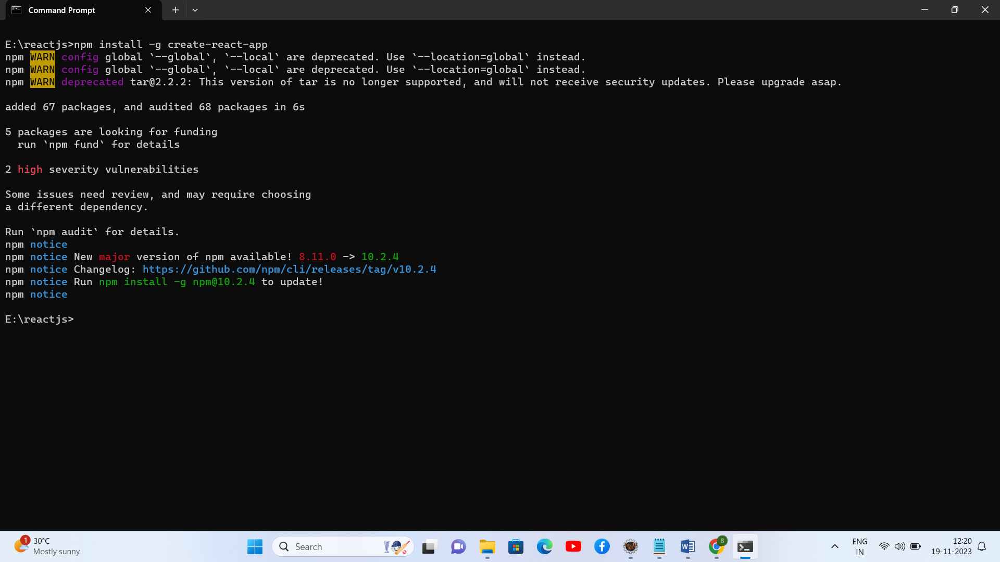 Command Prompt
E:\reactjs>npm install -g create-react-app
npm WARN config global `--global`, `--local` are deprecated. Use `--location=global` instead.
npm WARN config global `--global`, `--local` are deprecated. Use `--location=global` instead.
npm WARN deprecated tar@2.2.2: This version of tar is no longer supported, and will not receive security updates. Please upgrade asap.
added 67 packages, and audited 68 packages in 6s
5 packages are looking for funding
  run `npm fund` for details
2 high severity vulnerabilities
Some issues need review, and may require choosing
a different dependency.
Run `npm audit` for details.
npm notice
npm notice New major version of npm available! 8.11.0 -> 10.2.4
npm notice Changelog: https://github.com/npm/cli/releases/tag/v10.2.4
npm notice Run npm install -g npm@10.2.4 to update!
npm notice
E:\reactjs>
1
30°C
Mostly sunny
Search
W
S
ENG
IN
12:20
19-11-2023